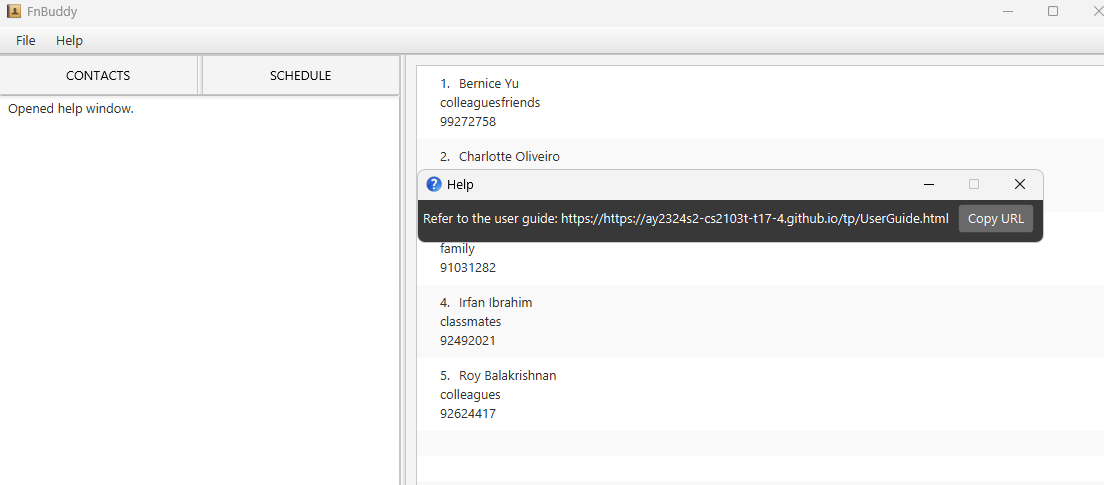 FnBuddy
File Help
CONTACTS SCHEDULE
Opened help window.
1. Bernice Yu
colleaguesfriends
99272758
2. Charlotte Oliveiro
Help
Refer to the user guide: https://https://ay2324s2-cs2103t-t17-4.github.io/tp/UserGuide.html Copy URL
family
91031282
4. Irfan Ibrahim
classmates
92492021
5. Roy Balakrishnan
colleagues
92624417